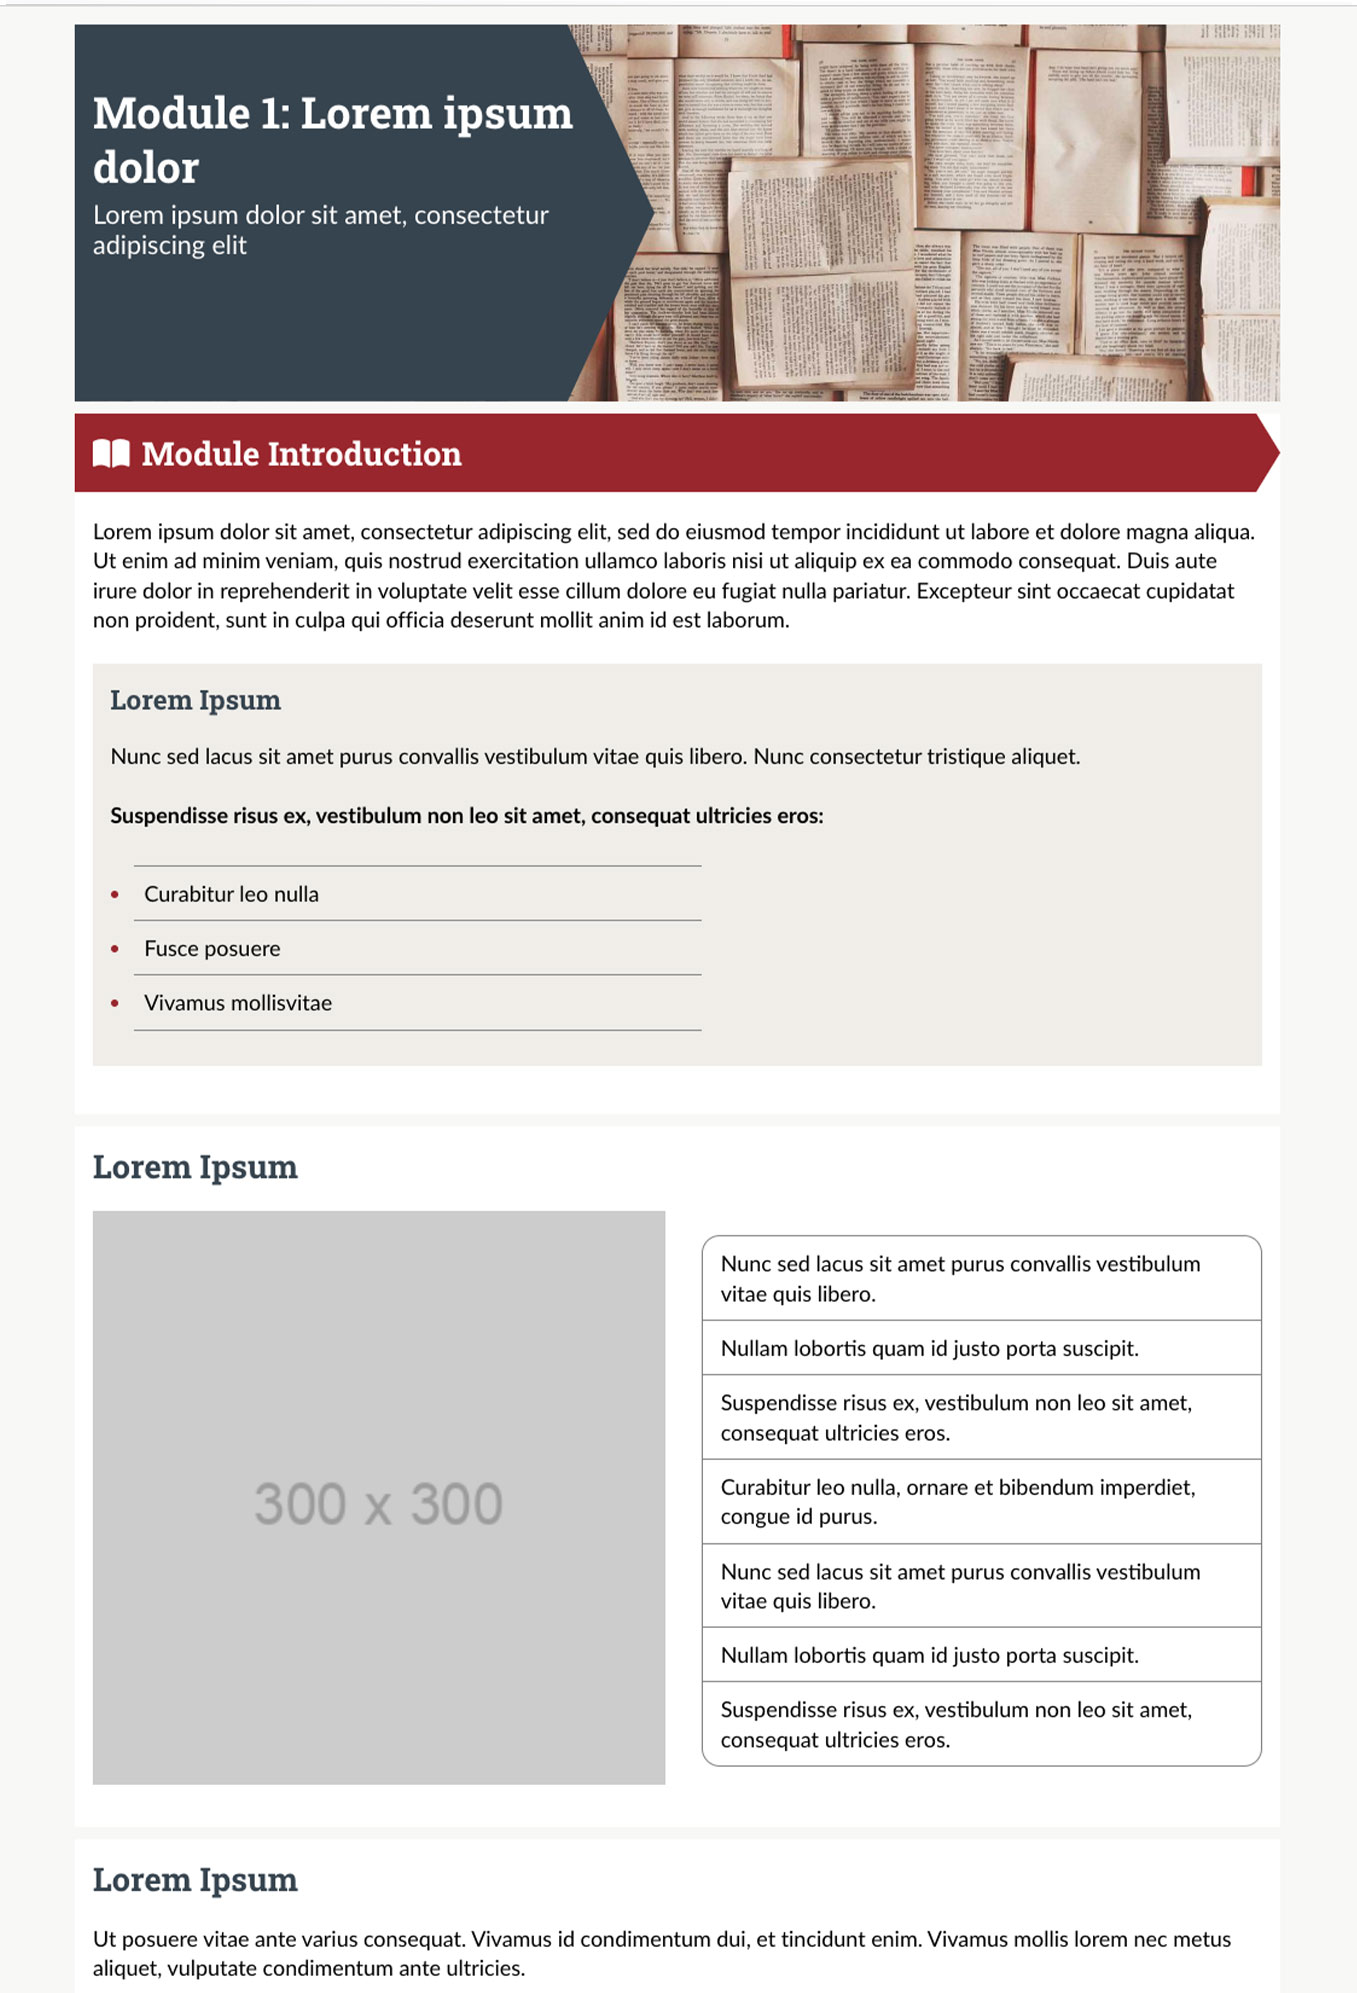 Module 1: Lorem ipsum
dolor
Lorem ipsum dolor sit amet, consectetur
adipiscing elit
Module Introduction
Lorem ipsum dolor sit amet, consectetur adipiscing elit, sed do eiusmod tempor incididunt ut labore et dolore magna aliqua.
Ut enim ad minim veniam, quis nostrud exercitation ullamco laboris nisi ut aliquip ex ea commodo consequat. Duis aute
irure dolor in reprehenderit in voluptate velit esse cillum dolore eu fugiat nulla pariatur. Excepteur sint occaecat cupidatat
non proident, sunt in culpa qui officia deserunt mollit anim id est laborum.
Lorem Ipsum
Nunc sed lacus sit amet purus convallis vestibulum vitae quis libero. Nunc consectetur tristique aliquet.
Suspendisse risus ex, vestibulum non leo sit amet, consequat ultricies eros:
• Curabitur leo nulla
• Fusce posuere
• Vivamus mollisvitae
Lorem Ipsum
300 x 300
Nunc sed lacus sit amet purus convallis vestibulum
vitae quis libero.
Nullam lobortis quam id justo porta suscipit.
Suspendisse risus ex, vestibulum non leo sit amet,
consequat ultricies eros.
Curabitur leo nulla, ornare et bibendum imperdiet,
congue id purus.
Nunc sed lacus sit amet purus convallis vestibulum
vitae quis libero.
Nullam lobortis quam id justo porta suscipit.
Suspendisse risus ex, vestibulum non leo sit amet,
consequat ultricies eros.
Lorem Ipsum
Ut posuere vitae ante varius consequat. Vivamus id condimentum dui, et tincidunt enim. Vivamus mollis lorem nec metus
aliquet, vulputate condimentum ante ultricies.